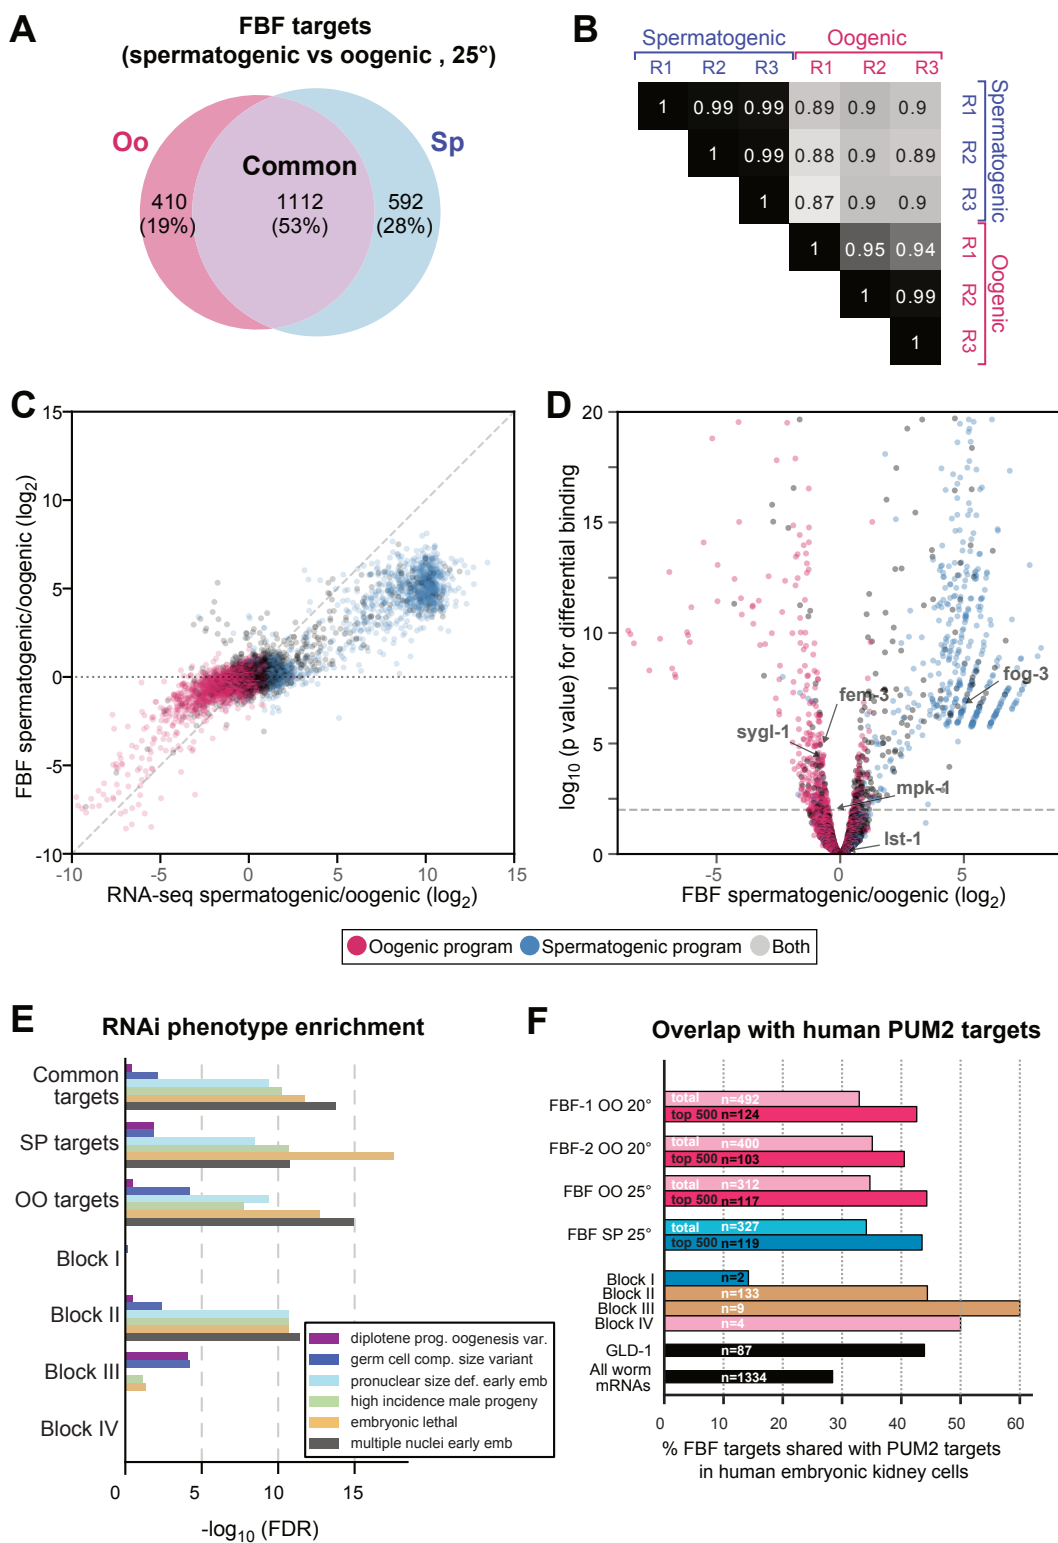 A
FBF targets
(spermatogenic vs oogenic , 25°)
Oo
Sp
Common
410
(19%)
1112
(53%)
592
(28%)
B
Spermatogenic
Oogenic
R1 R2 R3 R1 R2 R3
1 0.99 0.99 0.89 0.9 0.9
R1
1 0.99 0.88 0.9 0.89
R2
1 0.87 0.9 0.9
R3
1 0.95 0.94
R1
1 0.99
R2
1
R3
Spermatogenic
Oogenic
C
15
10
5
0
-5
-10
FBF spermatogenic/oogenic (log2)
-10 -5 0 5 10 15
RNA-seq spermatogenic/oogenic (log2)
D
20
15
10
5
0
log10 (p value) for differential binding
fog-3
fem-3
sygl-1
mpk-1
lst-1
-5 0 5
FBF spermatogenic/oogenic (log2)
Oogenic program
Spermatogenic program
Both
E
RNAi phenotype enrichment
Common
targets
SP targets
OO targets
Block I
Block II
Block III
Block IV
diplotene prog. oogenesis var.
germ cell comp. size variant
pronuclear size def. early emb
high incidence male progeny
embryonic lethal
multiple nuclei early emb
0 5 10 15
-log10 (FDR)
F
Overlap with human PUM2 targets
FBF-1 OO 20°
total n=492
top 500 n=124
FBF-2 OO 20°
total n=400
top 500 n=103
FBF OO 25°
total n=312
top 500 n=117
FBF SP 25°
total n=327
top 500 n=119
Block I n=2
Block II n=133
Block III n=9
Block IV n=4
GLD-1 n=87
All worm
mRNAs
n=1334
0 10 20 30 40 50 60
% FBF targets shared with PUM2 targets
in human embryonic kidney cells